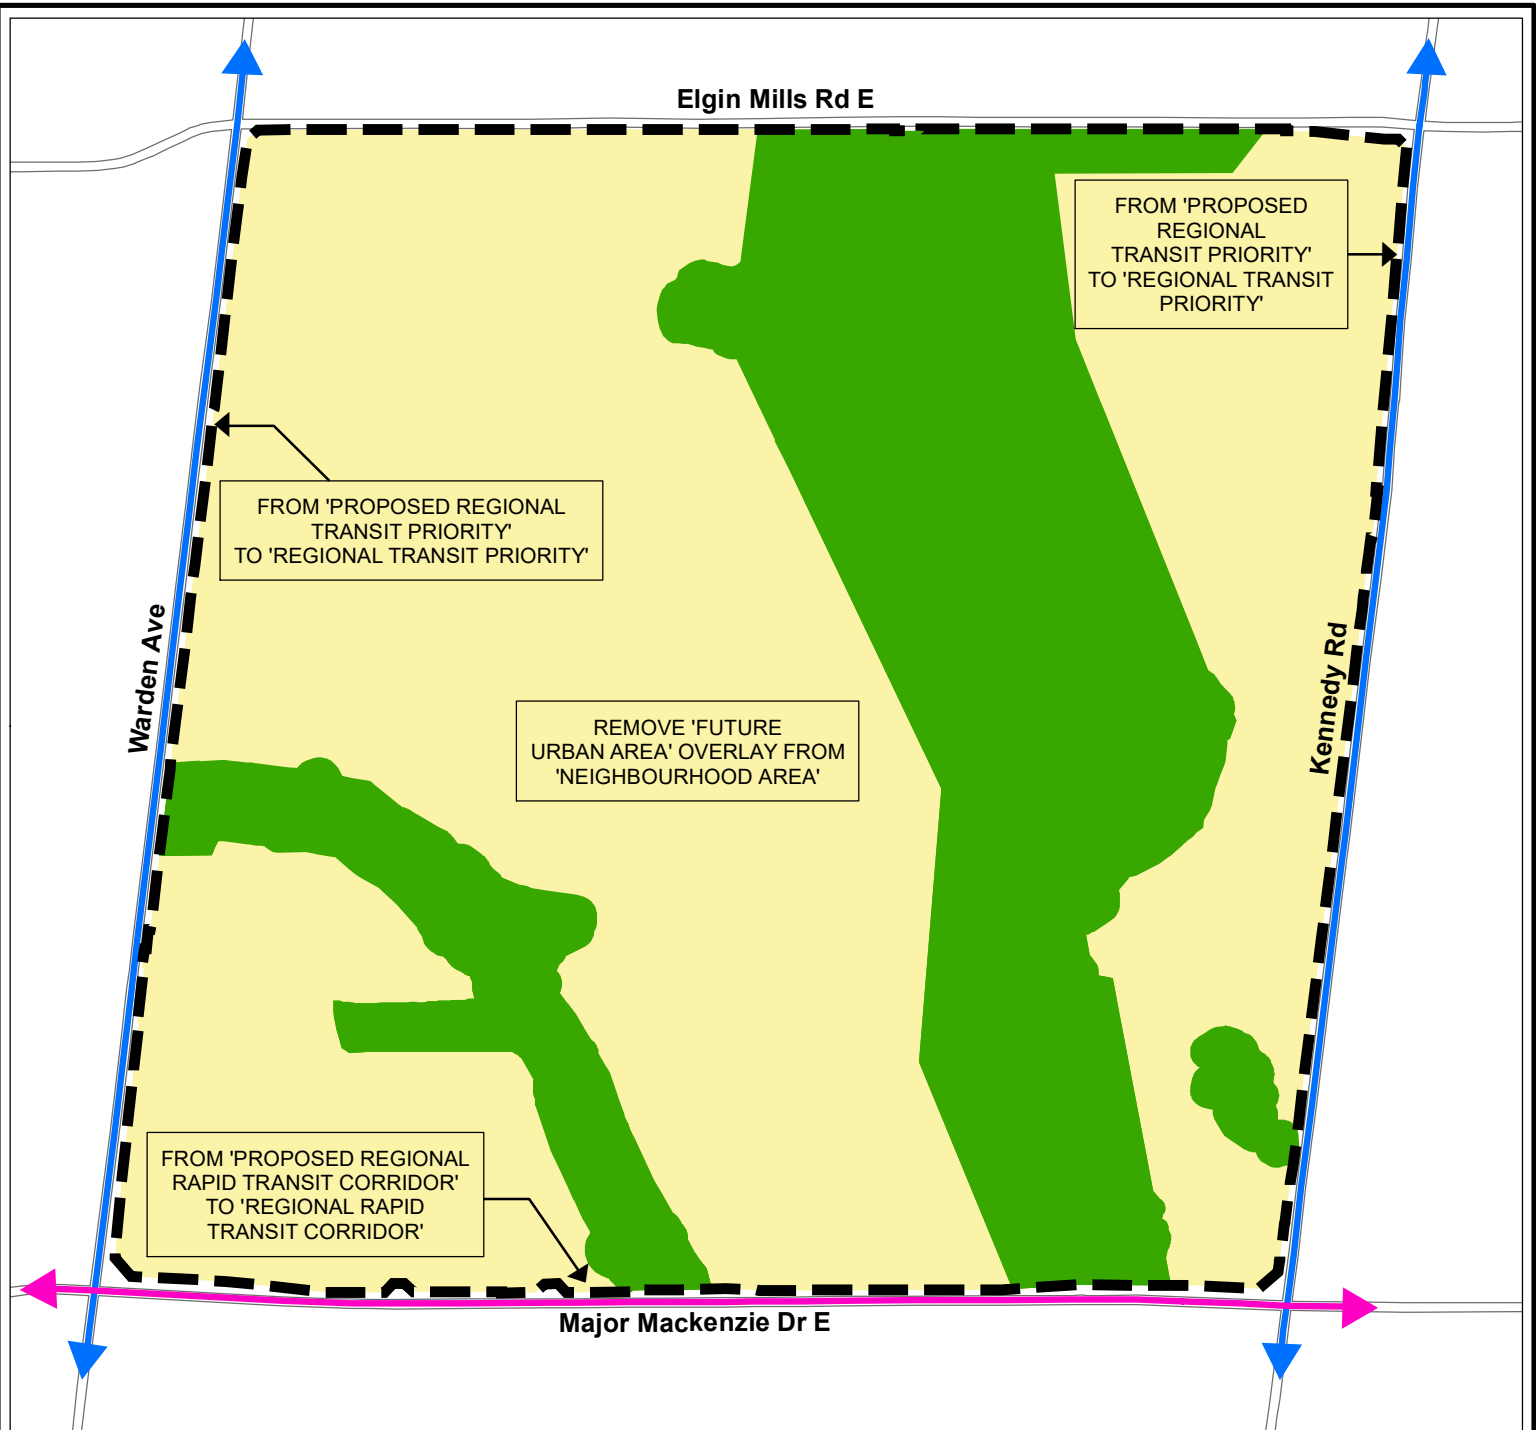 Elgin Mills Rd E
FROM 'PROPOSED
REGIONAL
TRANSIT PRIORITY'
TO 'REGIONAL TRANSIT
PRIORITY'
FROM 'PROPOSED REGIONAL
TRANSIT PRIORITY'
TO 'REGIONAL TRANSIT PRIORITY'
Warden Ave
Kennedy Rd
REMOVE 'FUTURE
URBAN AREA' OVERLAY FROM
'NEIGHBOURHOOD AREA'
FROM 'PROPOSED REGIONAL
RAPID TRANSIT CORRIDOR'
TO 'REGIONAL RAPID
TRANSIT CORRIDOR'
Major Mackenzie Dr E